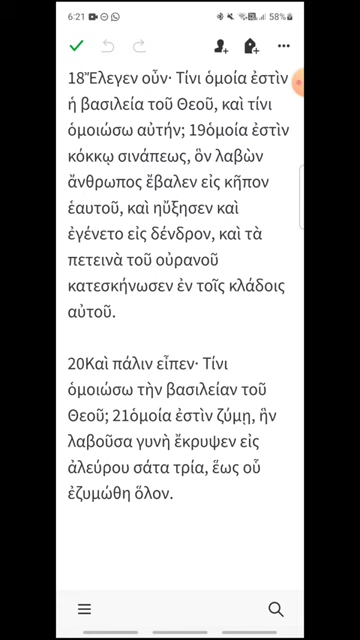 6:21 58%
18Ἔλεγεν οὖν· Τίνι ὁμοία ἐστὶν
ἡ βασιλεία τοῦ Θεοῦ, καὶ τίνι
ὁμοιώσω αὐτήν; 19ὁμοία ἐστὶν
κόκκῳ σινάπεως, ὃν λαβὼν
ἄνθρωπος ἔβαλεν εἰς κῆπον
ἑαυτοῦ, καὶ ηὔξησεν καὶ
ἐγένετο εἰς δένδρον, καὶ τὰ
πετεινὰ τοῦ οὐρανοῦ
κατεσκήνωσεν ἐν τοῖς κλάδοις
αὐτοῦ.
20Καὶ πάλιν εἶπεν· Τίνι
ὁμοιώσω τὴν βασιλείαν τοῦ
Θεοῦ; 21ὁμοία ἐστὶν ζύμῃ, ἣν
λαβοῦσα γυνὴ ἔκρυψεν εἰς
ἀλεύρου σάτα τρία, ἕως οὗ
ἐζυμώθη ὅλον.